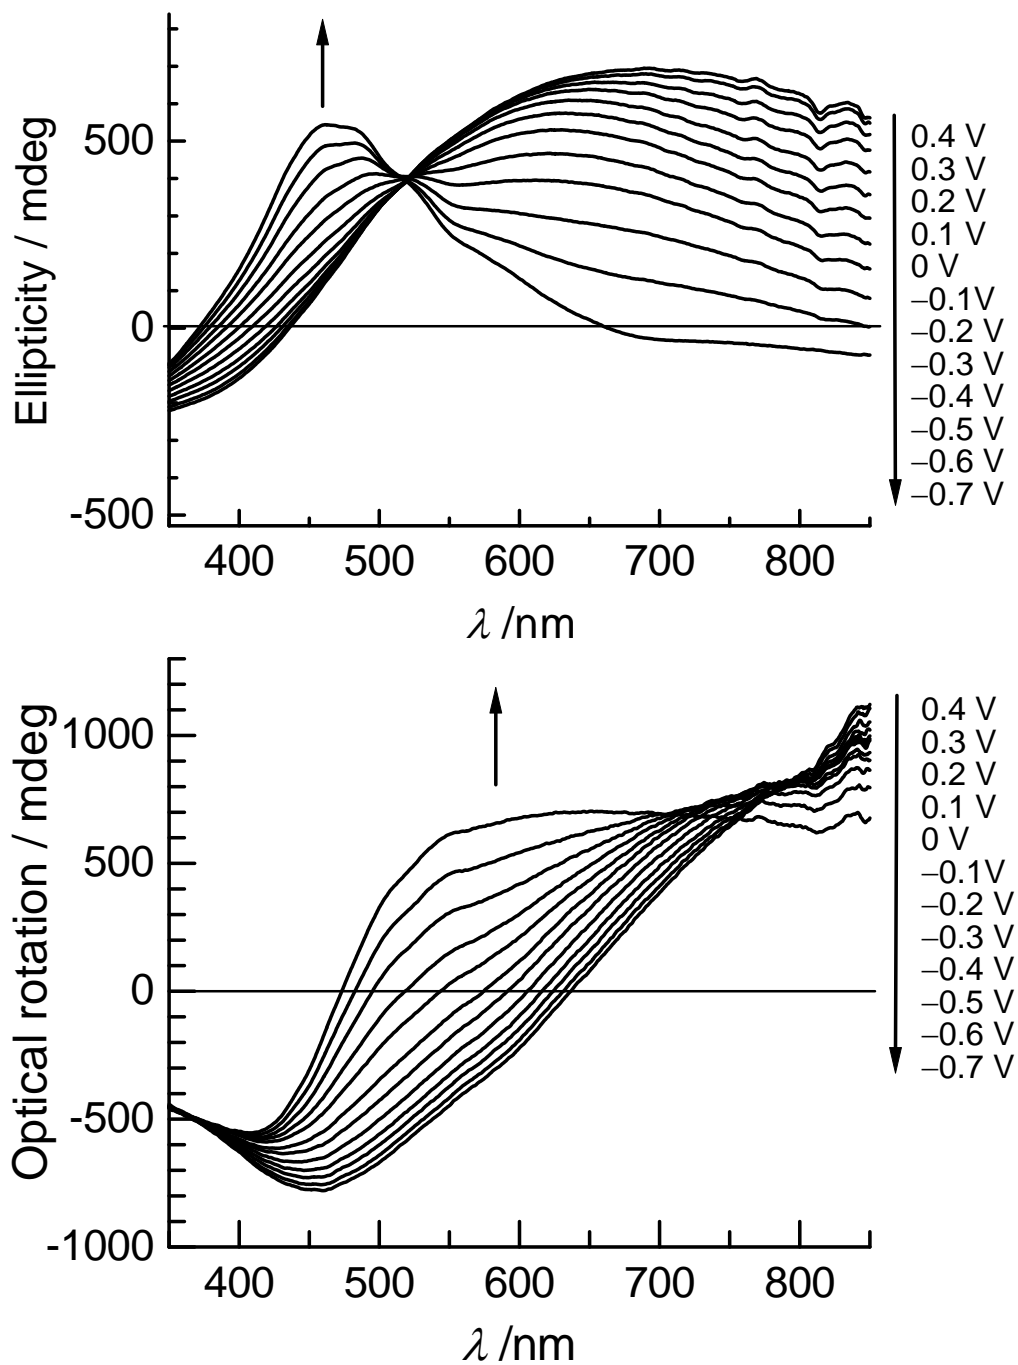 Ellipticity / mdeg
500
0
-500
400
500
600
700
800
λ /nm
0.4 V
0.3 V
0.2 V
0.1 V
0 V
−0.1V
−0.2 V
−0.3 V
−0.4 V
−0.5 V
−0.6 V
−0.7 V
Optical rotation / mdeg
1000
500
0
-500
-1000
400
500
600
700
800
λ /nm
0.4 V
0.3 V
0.2 V
0.1 V
0 V
−0.1V
−0.2 V
−0.3 V
−0.4 V
−0.5 V
−0.6 V
−0.7 V